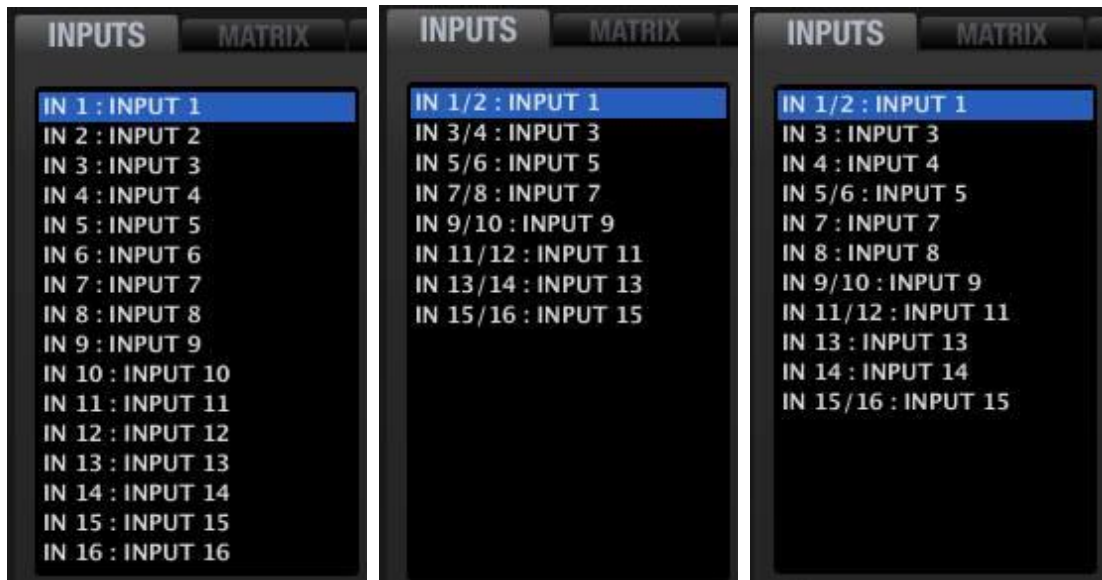 INPUTS MATRIX
IN 1 : INPUT 1
IN 2 : INPUT 2
IN 3 : INPUT 3
IN 4 : INPUT 4
IN 5 : INPUT 5
IN 6 : INPUT 6
IN 7 : INPUT 7
IN 8 : INPUT 8
IN 9 : INPUT 9
IN 10 : INPUT 10
IN 11 : INPUT 11
IN 12 : INPUT 12
IN 13 : INPUT 13
IN 14 : INPUT 14
IN 15 : INPUT 15
IN 16 : INPUT 16
INPUTS MATRIX
IN 1/2 : INPUT 1
IN 3/4 : INPUT 3
IN 5/6 : INPUT 5
IN 7/8 : INPUT 7
IN 9/10 : INPUT 9
IN 11/12 : INPUT 11
IN 13/14 : INPUT 13
IN 15/16 : INPUT 15
INPUTS MATRIX
IN 1/2 : INPUT 1
IN 3 : INPUT 3
IN 4 : INPUT 4
IN 5/6 : INPUT 5
IN 7 : INPUT 7
IN 8 : INPUT 8
IN 9/10 : INPUT 9
IN 11/12 : INPUT 11
IN 13 : INPUT 13
IN 14 : INPUT 14
IN 15/16 : INPUT 15